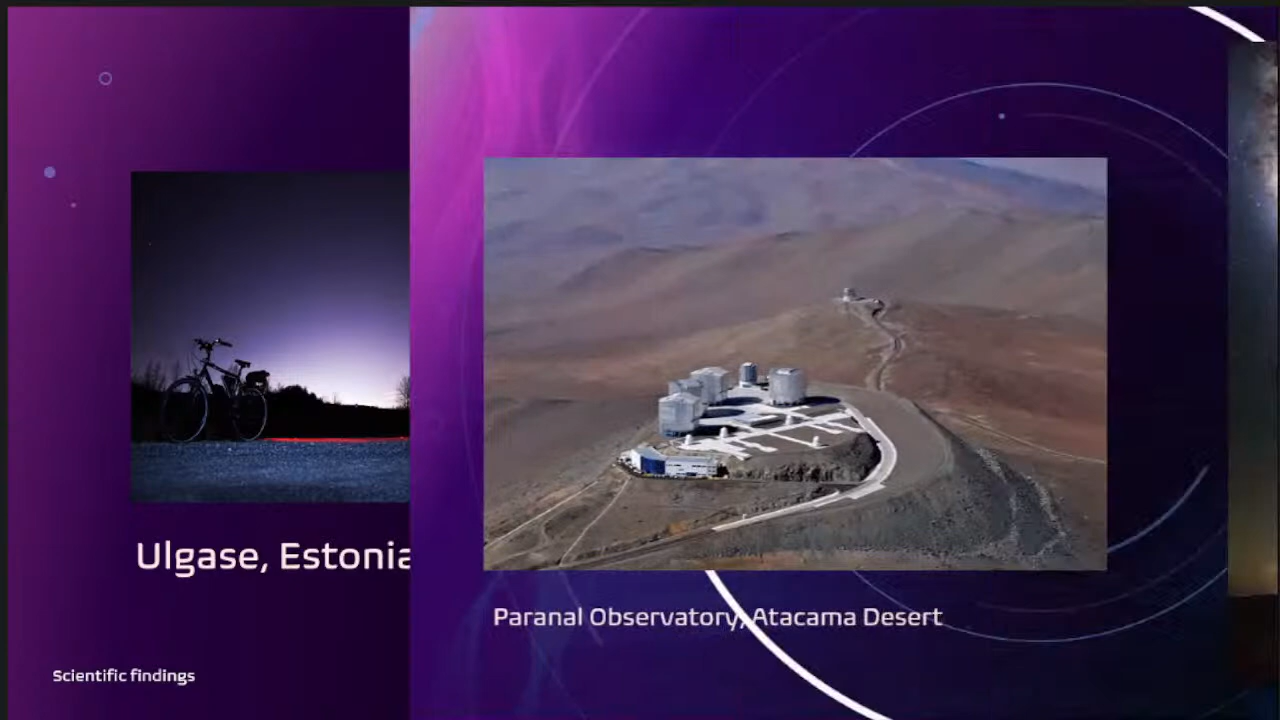 Ulgase, Estonia
Paranal Observatory, Atacama Desert
Scientific findings